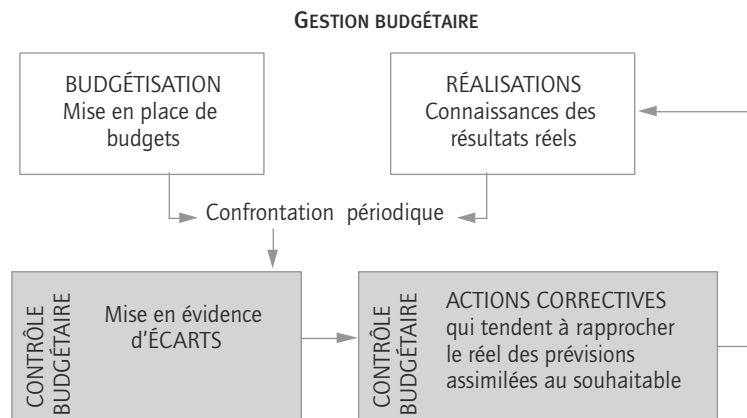 GESTION BUDGÉTAIRE
BUDGÉTISATION
Mise en place de
budgets
RÉALISATIONS
Connaissances des
résultats réels
Confrontation périodique
CONTRÔLE
BUDGÉTAIRE
Mise en évidence
d'ÉCARTS
CONTRÔLE
BUDGÉTAIRE
ACTIONS CORRECTIVES
qui tendent à rapprocher
le réel des prévisions
assimilées au souhaitable